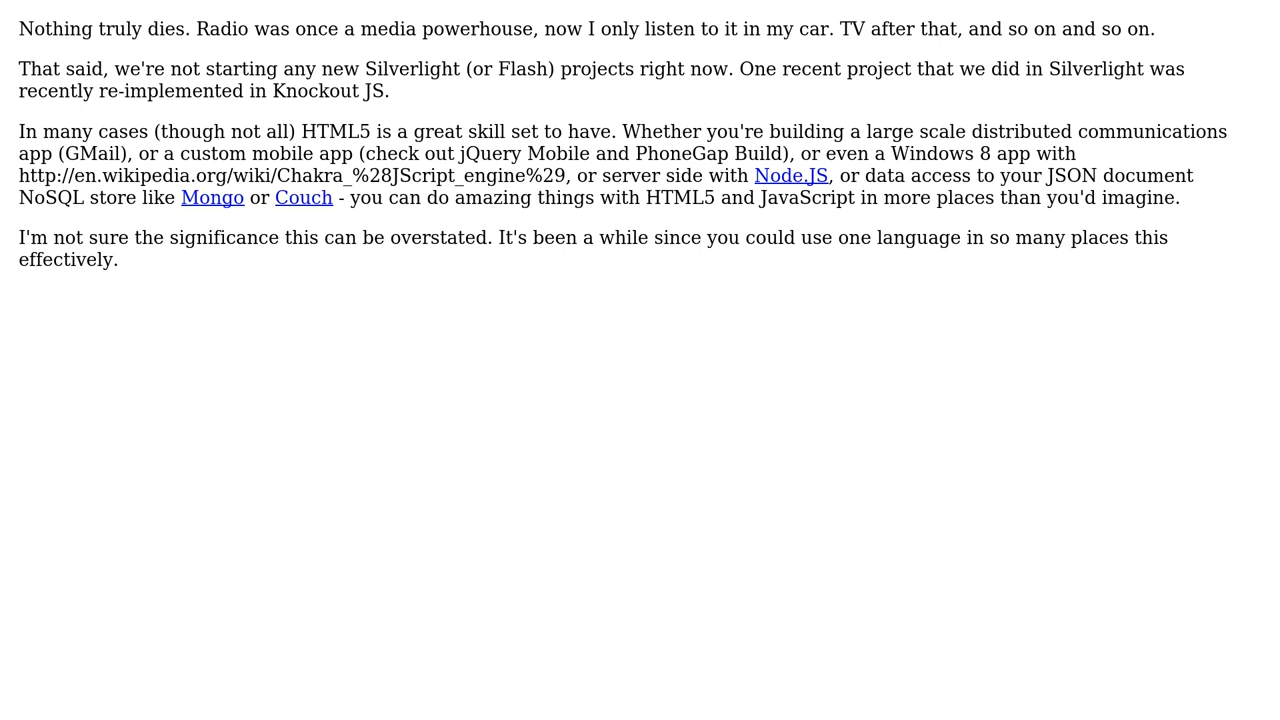 Nothing truly dies. Radio was once a media powerhouse, now I only listen to it in my car. TV after that, and so on and so on.
That said, we're not starting any new Silverlight (or Flash) projects right now. One recent project that we did in Silverlight was
recently re-implemented in Knockout JS.
In many cases (though not all) HTML5 is a great skill set to have. Whether you're building a large scale distributed communications
app (GMail), or a custom mobile app (check out jQuery Mobile and PhoneGap Build), or even a Windows 8 app with
http://en.wikipedia.org/wiki/Chakra_%28JScript_engine%29, or server side with Node.JS, or data access to your JSON document
NoSQL store like Mongo or Couch - you can do amazing things with HTML5 and JavaScript in more places than you'd imagine.
I'm not sure the significance this can be overstated. It's been a while since you could use one language in so many places this
effectively.